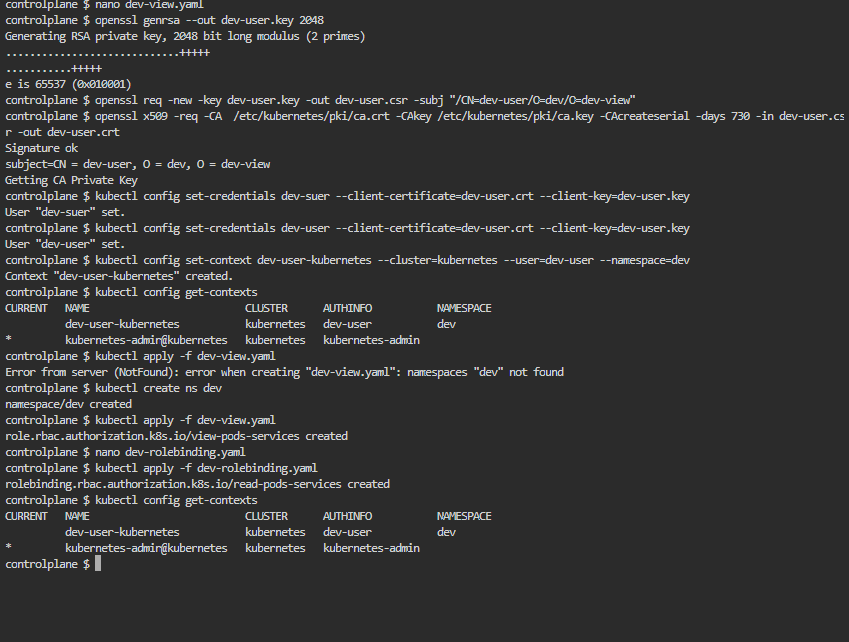 controlplane $ nano dev-view.yaml
controlplane $ openssl genrsa --out dev-user.key 2048
Generating RSA private key, 2048 bit long modulus (2 primes)
.............................+++++
...........+++++
e is 65537 (0x010001)
controlplane $ openssl req -new -key dev-user.key -out dev-user.csr -subj "/CN=dev-user/O=dev/O=dev-view"
controlplane $ openssl x509 -req -CA  /etc/kubernetes/pki/ca.crt -CAkey /etc/kubernetes/pki/ca.key -CAcreateserial -days 730 -in dev-user.cs
r -out dev-user.crt
Signature ok
subject=CN = dev-user, O = dev, O = dev-view
Getting CA Private Key
controlplane $ kubectl config set-credentials dev-suer --client-certificate=dev-user.crt --client-key=dev-user.key
User "dev-suer" set.
controlplane $ kubectl config set-credentials dev-user --client-certificate=dev-user.crt --client-key=dev-user.key
User "dev-user" set.
controlplane $ kubectl config set-context dev-user-kubernetes --cluster=kubernetes --user=dev-user --namespace=dev
Context "dev-user-kubernetes" created.
controlplane $ kubectl config get-contexts
CURRENT   NAME                          CLUSTER      AUTHINFO           NAMESPACE
          dev-user-kubernetes           kubernetes   dev-user           dev
*         kubernetes-admin@kubernetes   kubernetes   kubernetes-admin
controlplane $ kubectl apply -f dev-view.yaml
Error from server (NotFound): error when creating "dev-view.yaml": namespaces "dev" not found
controlplane $ kubectl create ns dev
namespace/dev created
controlplane $ kubectl apply -f dev-view.yaml
role.rbac.authorization.k8s.io/view-pods-services created
controlplane $ nano dev-rolebinding.yaml
controlplane $ kubectl apply -f dev-rolebinding.yaml
rolebinding.rbac.authorization.k8s.io/read-pods-services created
controlplane $ kubectl config get-contexts
CURRENT   NAME                          CLUSTER      AUTHINFO           NAMESPACE
          dev-user-kubernetes           kubernetes   dev-user           dev
*         kubernetes-admin@kubernetes   kubernetes   kubernetes-admin
controlplane $